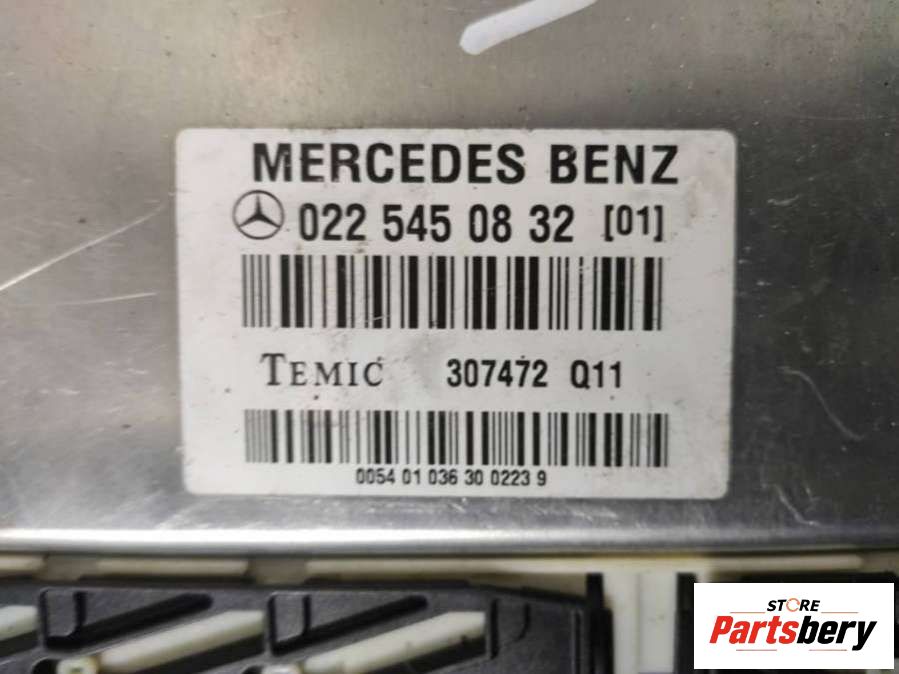 MERCEDES BENZ
022 545 08 32 [01]
TEMIC 307472 Q11
0054 01 036 30 0223 9
STORE
Partsbery